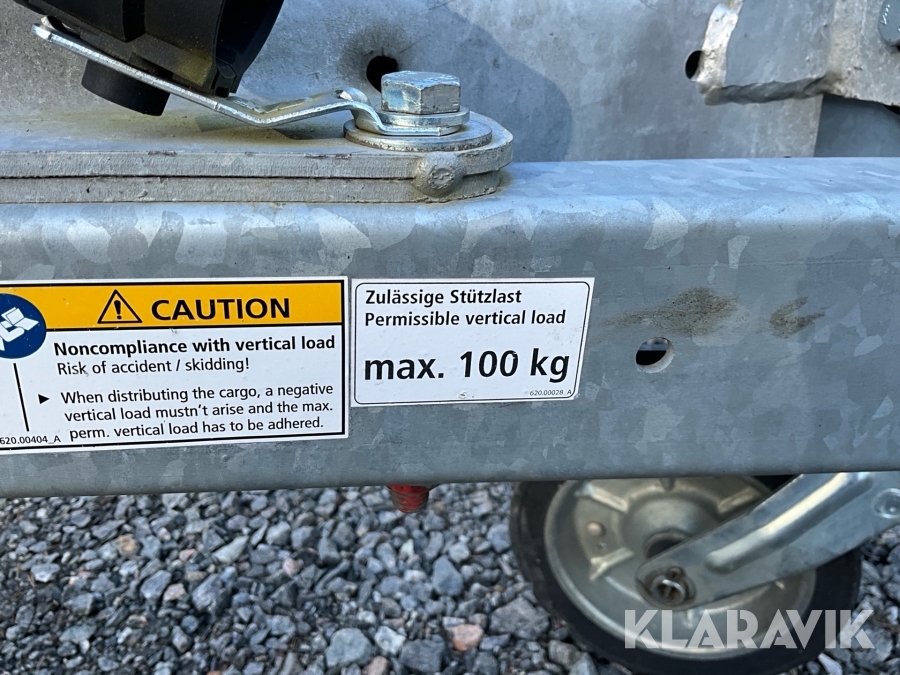 CAUTION
Noncompliance with vertical load
Risk of accident / skidding!
► When distributing the cargo, a negative
vertical load mustn't arise and the max.
perm. vertical load has to be adhered.
620.00404_A
Zulässige Stützlast
Permissible vertical load
max. 100 kg
620.00028_A
KLARAVIK